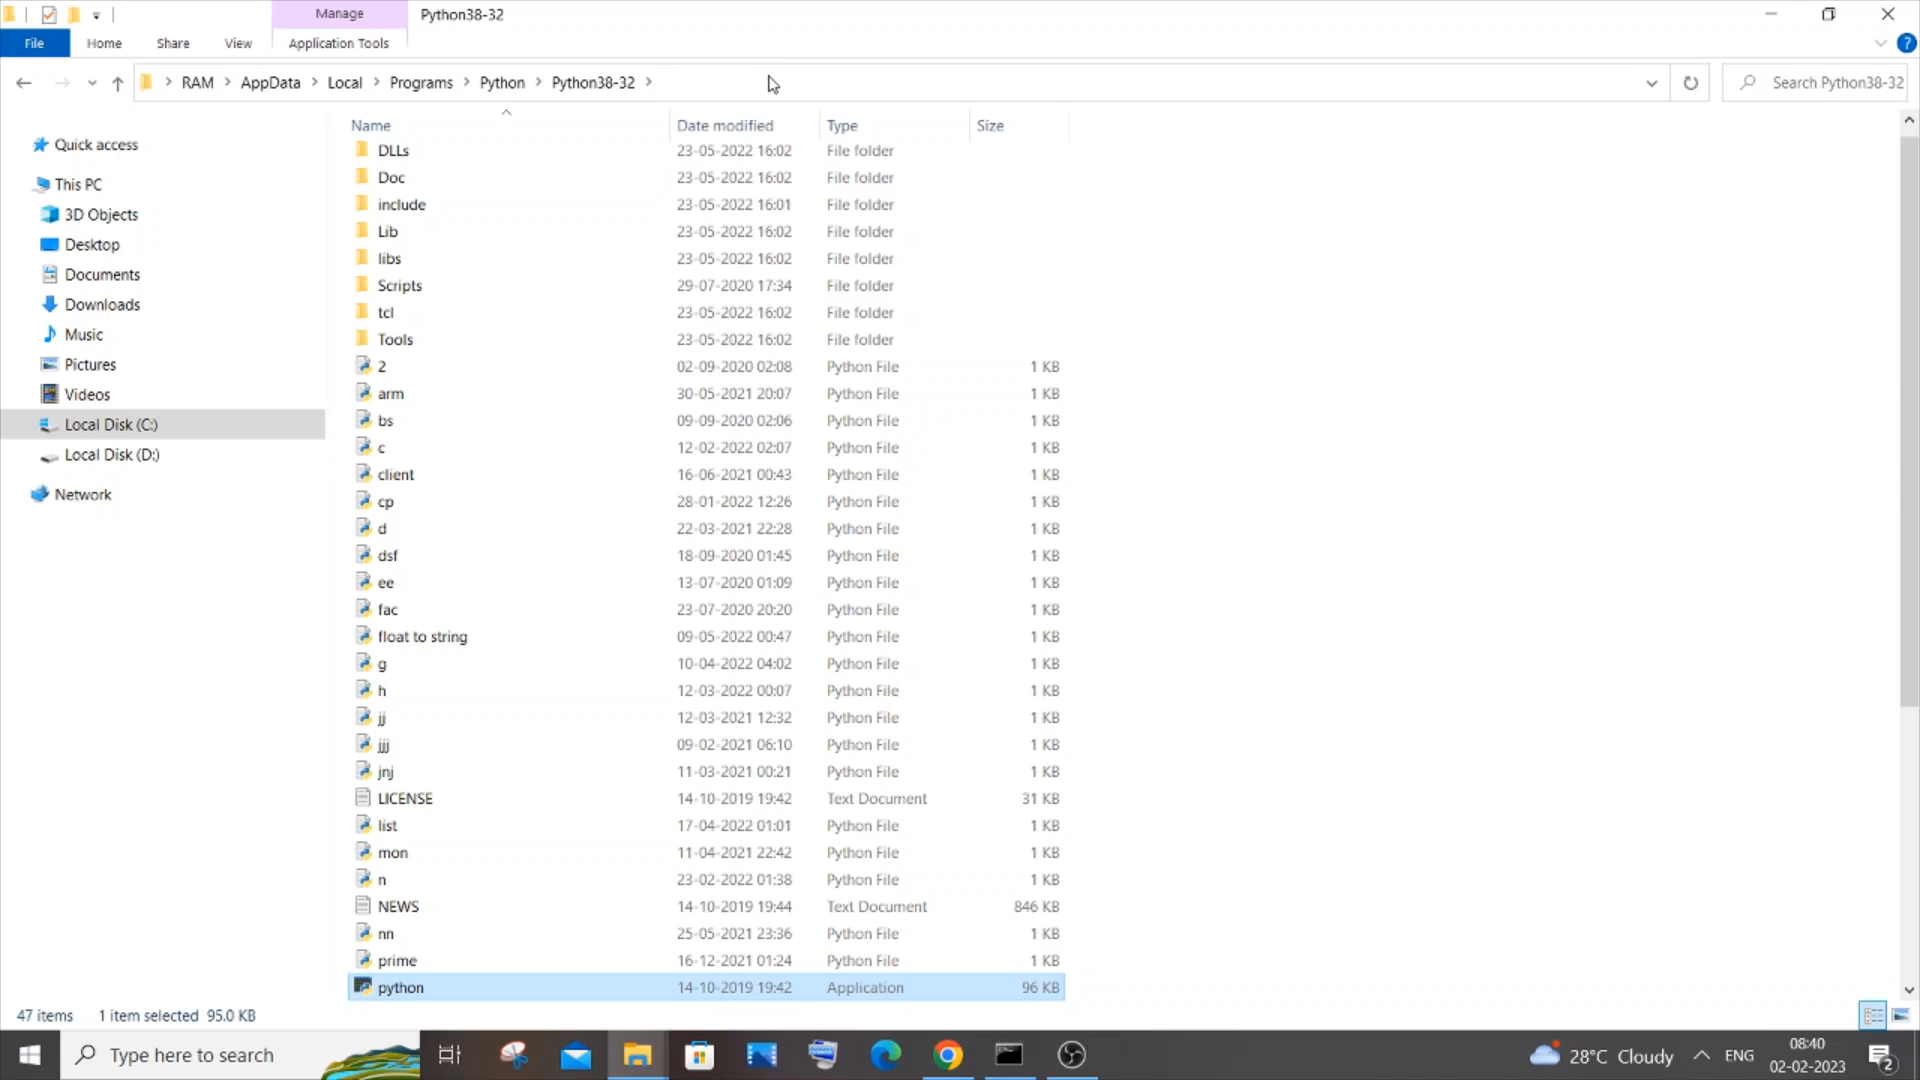 Manage
Python38-32
File
Home
Share
View
Application Tools
RAM
AppData
Local
Programs
Python
Python38-32
Search Python38-32
Name
Date modified
Type
Size
Quick access
This PC
3D Objects
Desktop
Documents
Downloads
Music
Pictures
Videos
Local Disk (C:)
Local Disk (D:)
Network
DLLs 23-05-2022 16:02 File folder
Doc 23-05-2022 16:02 File folder
include 23-05-2022 16:01 File folder
Lib 23-05-2022 16:02 File folder
libs 23-05-2022 16:02 File folder
Scripts 29-07-2020 17:34 File folder
tcl 23-05-2022 16:02 File folder
Tools 23-05-2022 16:02 File folder
2 02-09-2020 02:08 Python File 1 KB
arm 30-05-2021 20:07 Python File 1 KB
bs 09-09-2020 02:06 Python File 1 KB
c 12-02-2022 02:07 Python File 1 KB
client 16-06-2021 00:43 Python File 1 KB
cp 28-01-2022 12:26 Python File 1 KB
d 22-03-2021 22:28 Python File 1 KB
dsf 18-09-2020 01:45 Python File 1 KB
ee 13-07-2020 01:09 Python File 1 KB
fac 23-07-2020 20:20 Python File 1 KB
float to string 09-05-2022 00:47 Python File 1 KB
g 10-04-2022 04:02 Python File 1 KB
h 12-03-2022 00:07 Python File 1 KB
jj 12-03-2021 12:32 Python File 1 KB
jjj 09-02-2021 06:10 Python File 1 KB
jnj 11-03-2021 00:21 Python File 1 KB
LICENSE 14-10-2019 19:42 Text Document 31 KB
list 17-04-2022 01:01 Python File 1 KB
mon 11-04-2021 22:42 Python File 1 KB
n 23-02-2022 01:38 Python File 1 KB
NEWS 14-10-2019 19:44 Text Document 846 KB
nn 25-05-2021 23:36 Python File 1 KB
prime 16-12-2021 01:24 Python File 1 KB
python 14-10-2019 19:42 Application 96 KB
47 items 1 item selected 95.0 KB
Type here to search
28°C Cloudy
ENG
08:40
02-02-2023
2